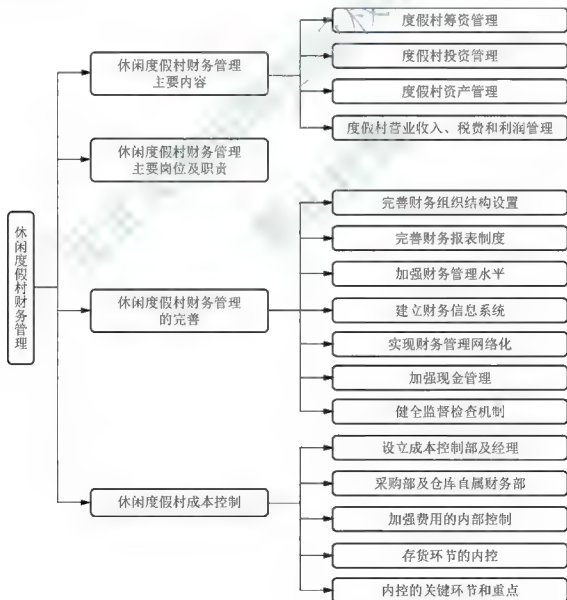 休闲度假村财务管理
休闲度假村财务管理
主要内容
度假村筹资管理
度假村投资管理
度假村资产管理
度假村营业收入、税费和利润管理
休闲度假村财务管理
主要岗位及职责
休闲度假村财务管理
的完善
完善财务组织结构设置
完善财务报表制度
加强财务管理水平
建立财务信息系统
实现财务管理网络化
加强现金管理
健全监督检查机制
休闲度假村成本控制
设立成本控制部及经理
采购部及仓库直属财务部
加强费用的内部控制
存货环节的内控
内控的关键环节和重点